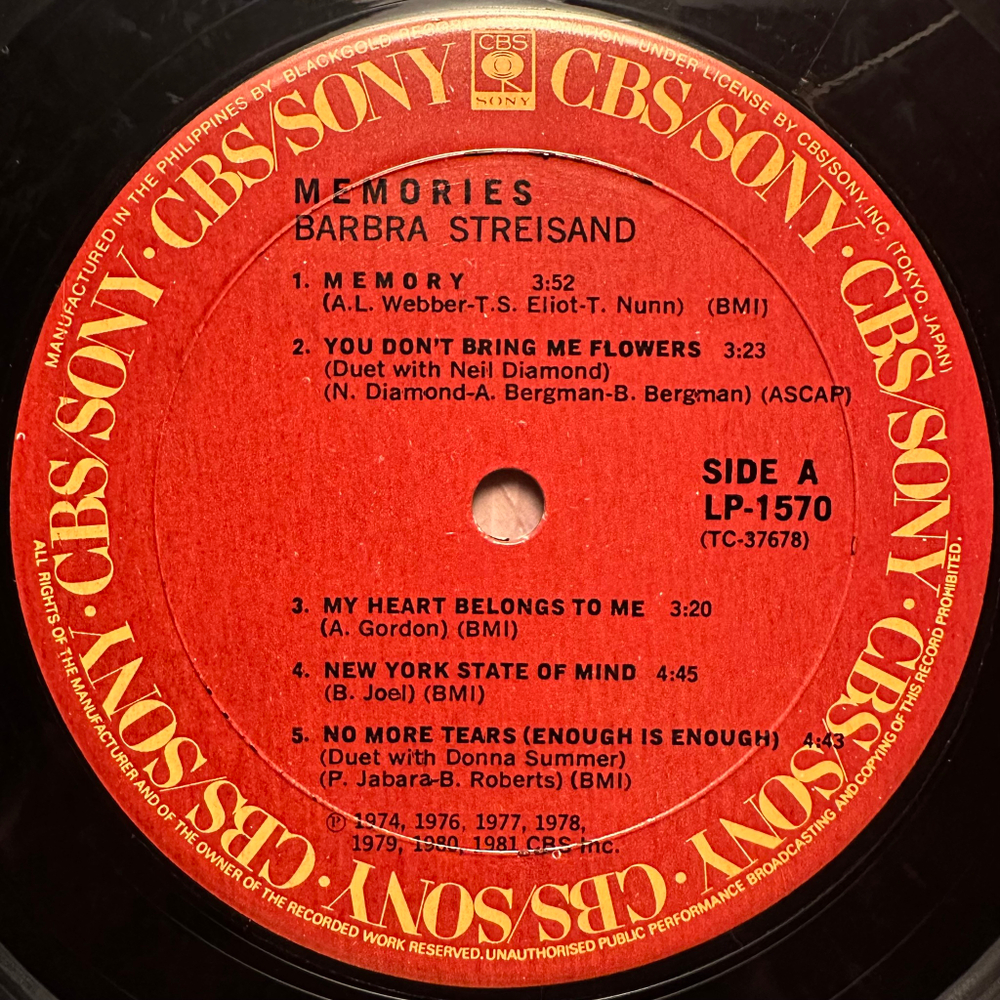 MANUFACTURED IN THE PHILIPPINES BY BLACKGOLD UNDER LICENSE BY CBS/SONY INC. (TOKYO, JAPAN)
CBS
SONY
CBS/SONY · CBS/SONY · CBS/SONY · CBS/SONY · CBS/SONY · CBS/SONY · CBS/SONY · CBS/SONY · CBS/SONY
MEMORIES
BARBRA STREISAND
1. MEMORY 3:52
(A.L. Webber-T.S. Eliot-T. Nunn) (BMI)
2. YOU DON'T BRING ME FLOWERS 3:23
(Duet with Neil Diamond)
(N. Diamond-A. Bergman-B. Bergman) (ASCAP)
SIDE A
LP-1570
(TC-37678)
3. MY HEART BELONGS TO ME 3:20
(A. Gordon) (BMI)
4. NEW YORK STATE OF MIND 4:45
(B. Joel) (BMI)
5. NO MORE TEARS (ENOUGH IS ENOUGH) 4:43
(Duet with Donna Summer)
(P. Jabara-B. Roberts) (BMI)
℗ 1974, 1976, 1977, 1978,
1979, 1980, 1981 CBS Inc.
ALL RIGHTS OF THE MANUFACTURER AND OF THE OWNER OF THE RECORDED WORK RESERVED. UNAUTHORISED PUBLIC PERFORMANCE BROADCASTING AND COPYING OF THIS RECORD PROHIBITED.